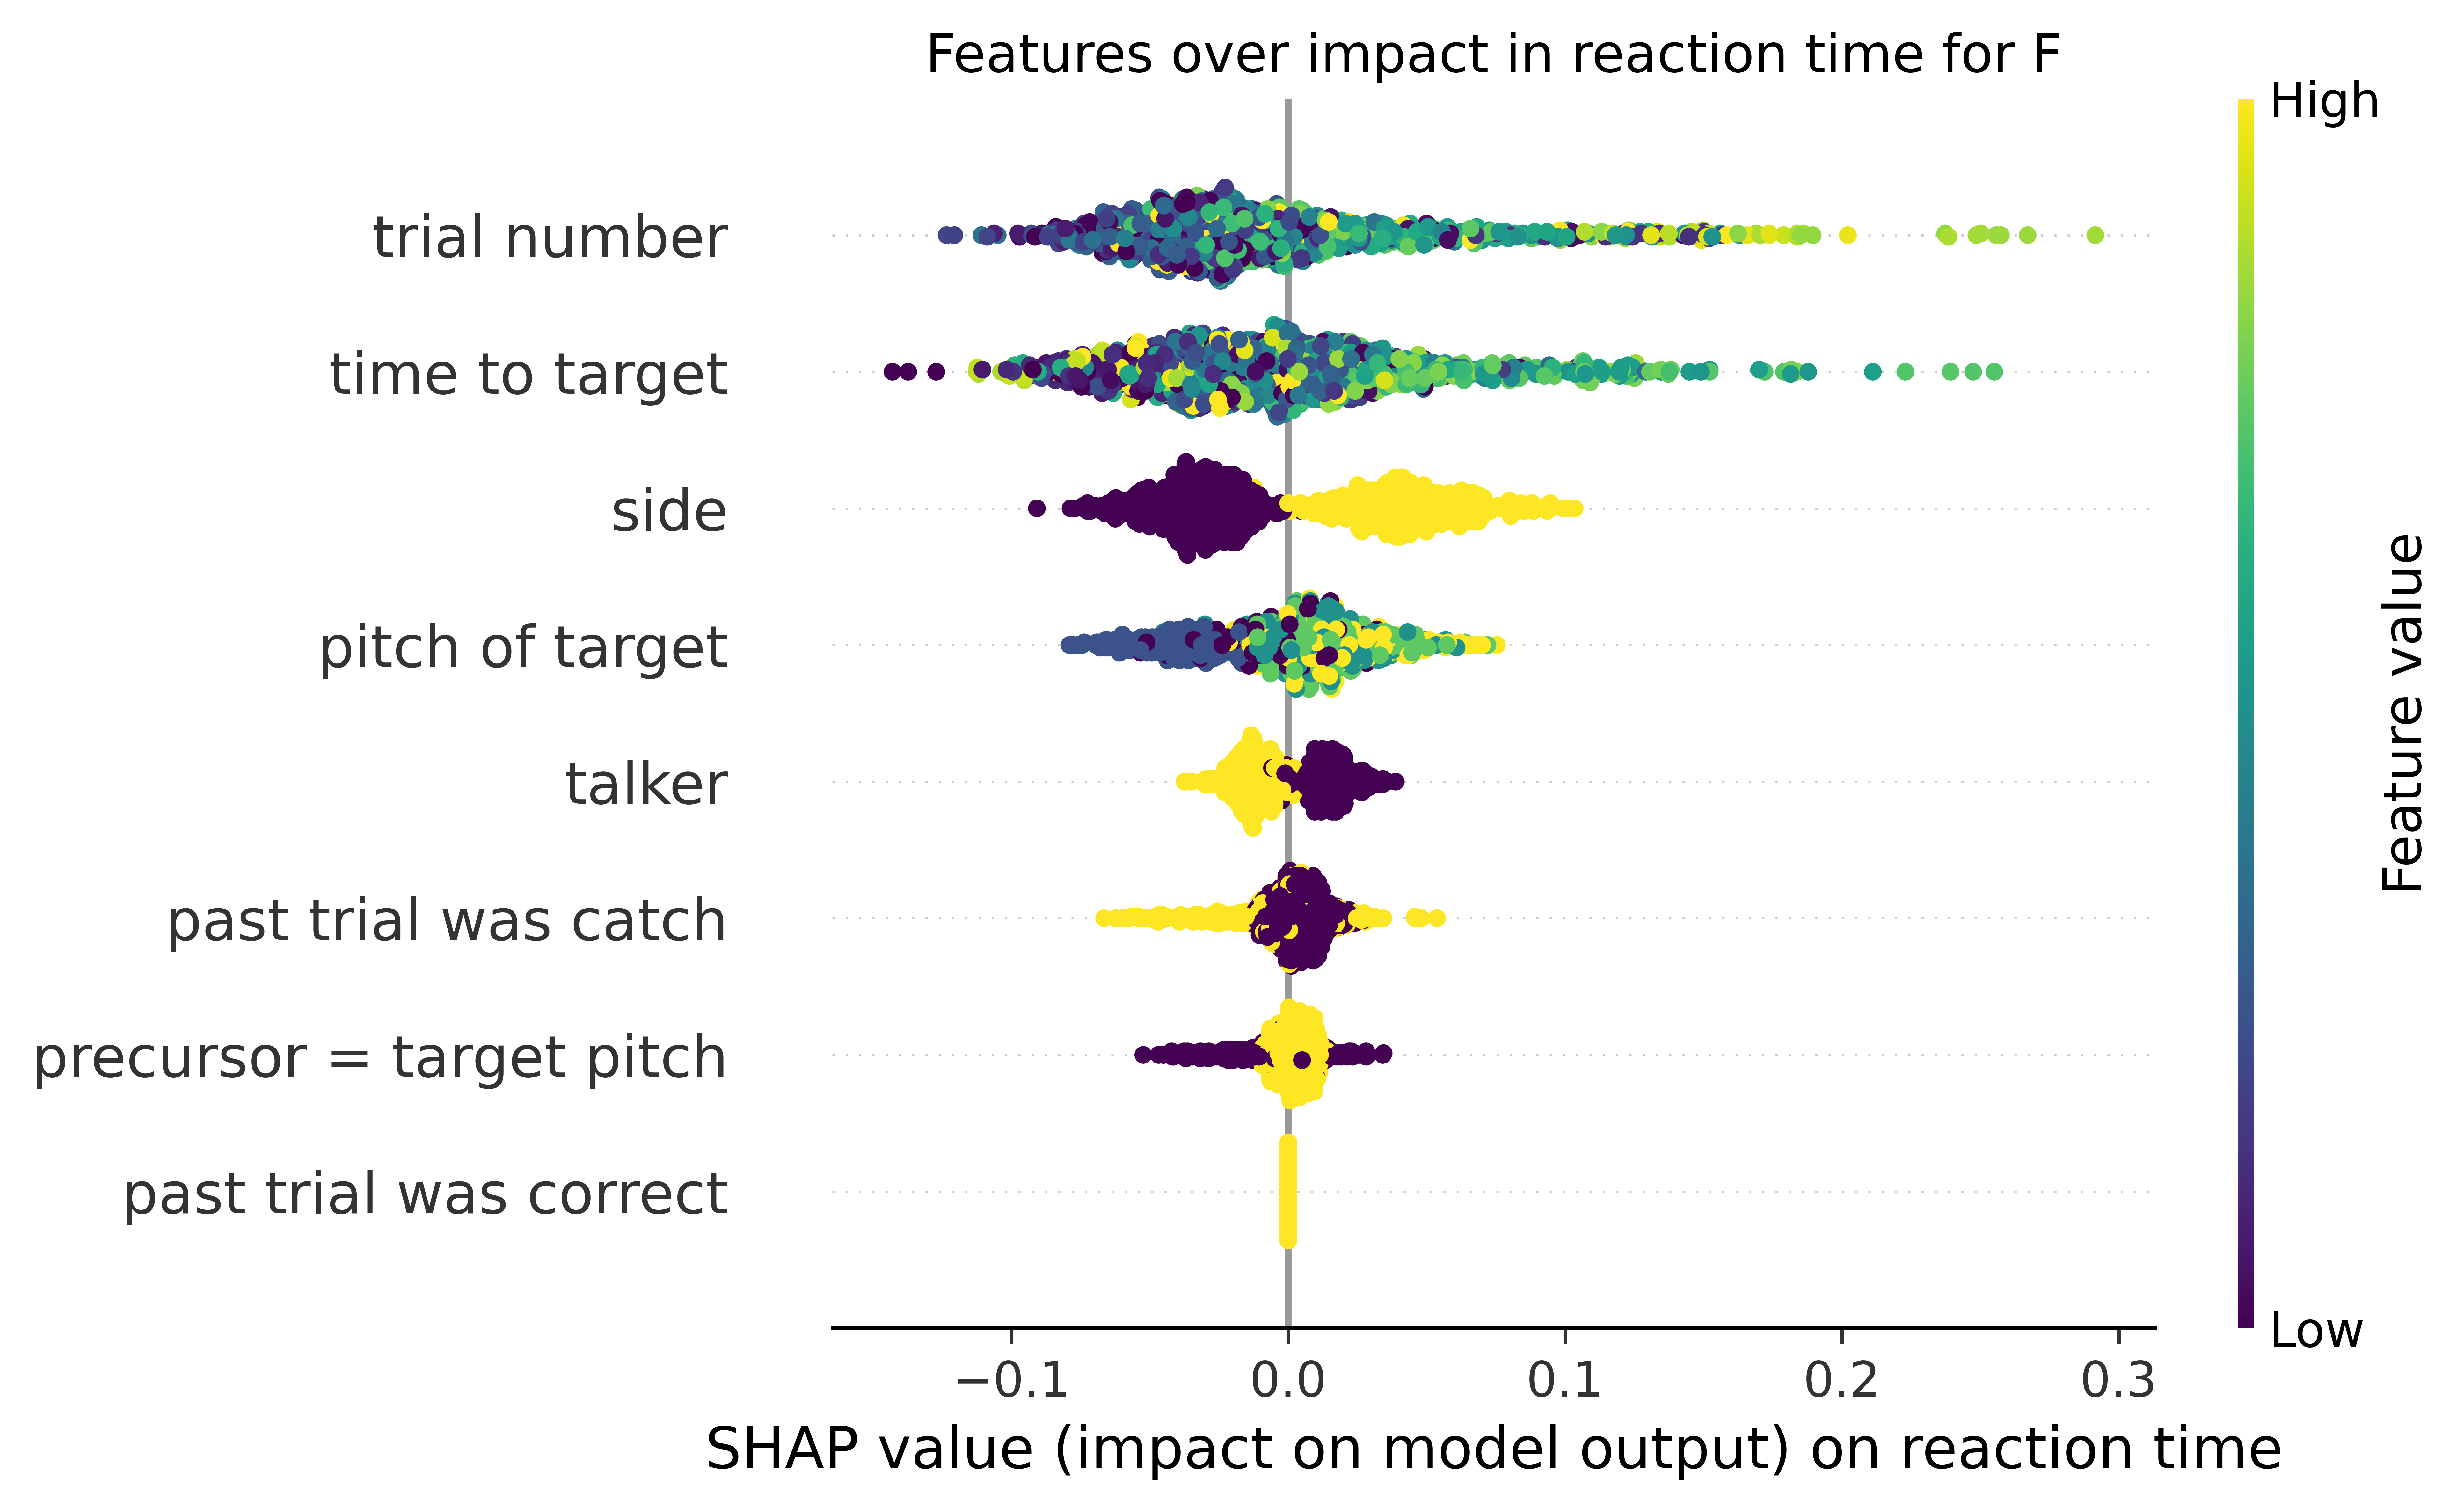 Features over impact in reaction time for F
High
trial number
time to target
side
pitch of target
talker
past trial was catch
precursor = target pitch
past trial was correct
Feature value
Low
−0.1 0.0 0.1 0.2 0.3
SHAP value (impact on model output) on reaction time